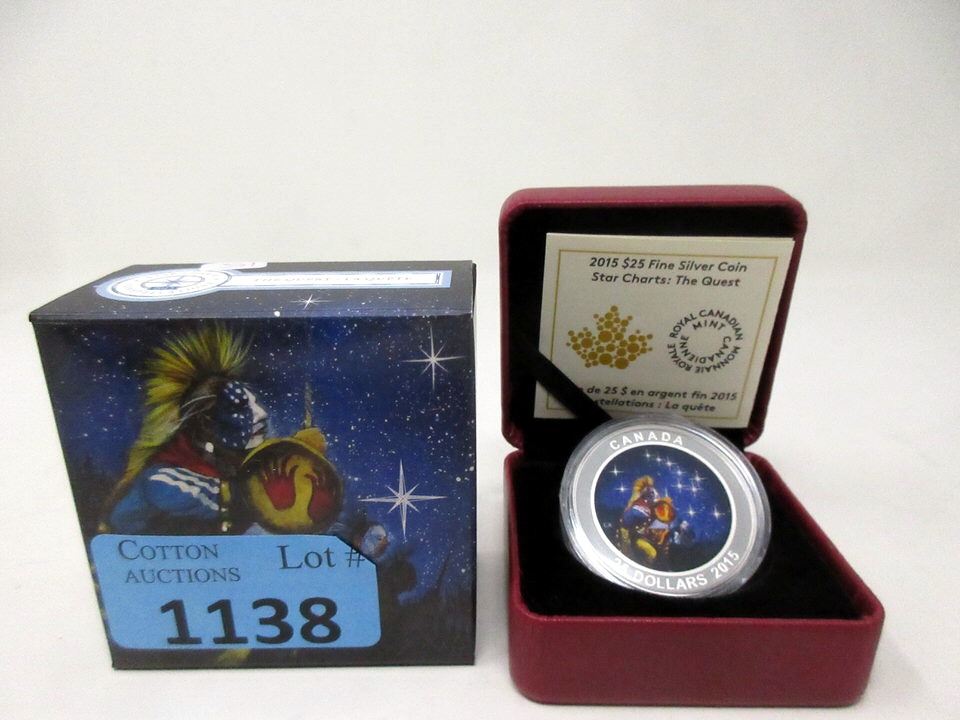 COTTON
AUCTIONS
Lot #
1138
2015 $25 Fine Silver Coin
Star Charts: The Quest
ROYAL CANADIAN MINT
MONNAIE ROYALE CANADIENNE
de 25 $ en argent fin 2015
: La quête
CANADA
DOLLARS 2015